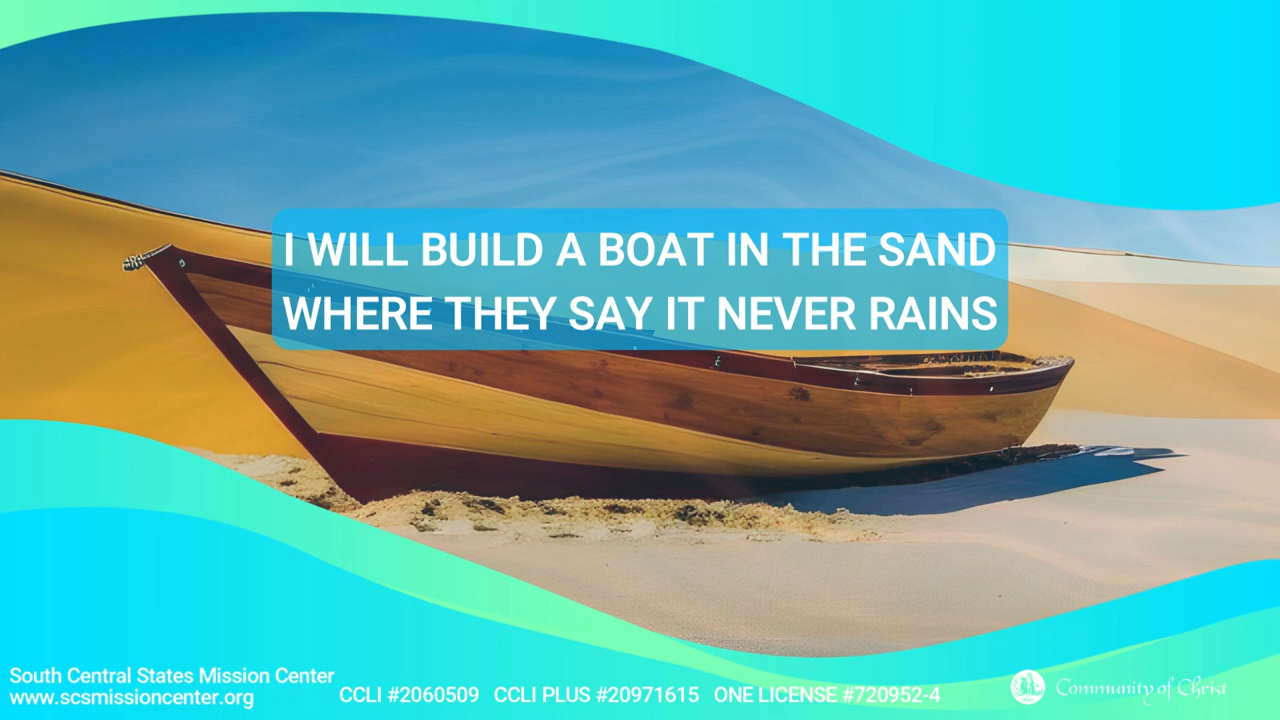 I WILL BUILD A BOAT IN THE SAND
WHERE THEY SAY IT NEVER RAINS
South Central States Mission Center
www.scsmissioncenter.org
CCLI #2060509 CCLI PLUS #20971615 ONE LICENSE #720952-4
Community of Christ